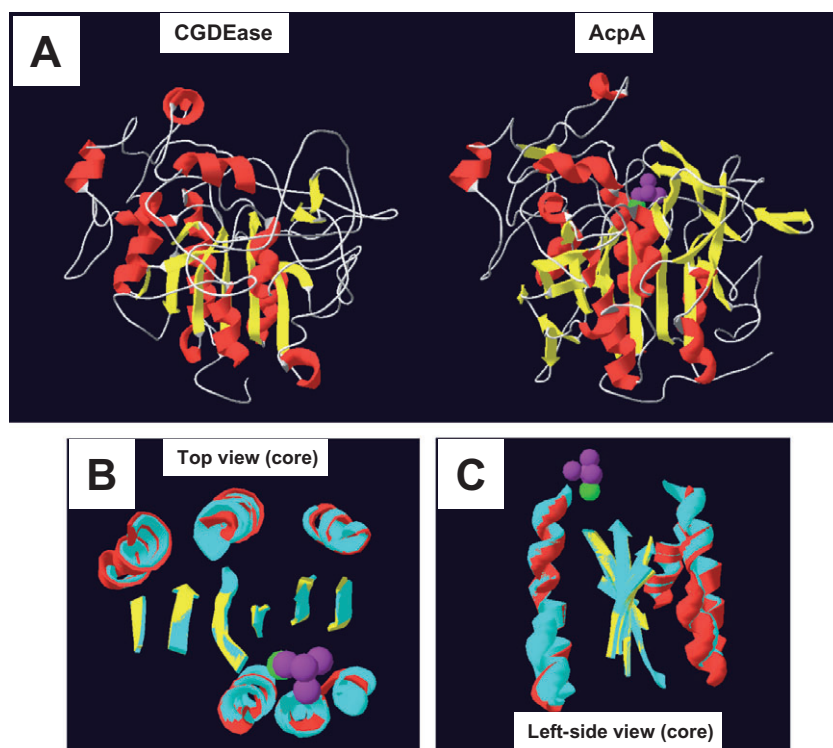 A
CGDEase
AcpA
B
Top view (core)
C
Left-side view (core)